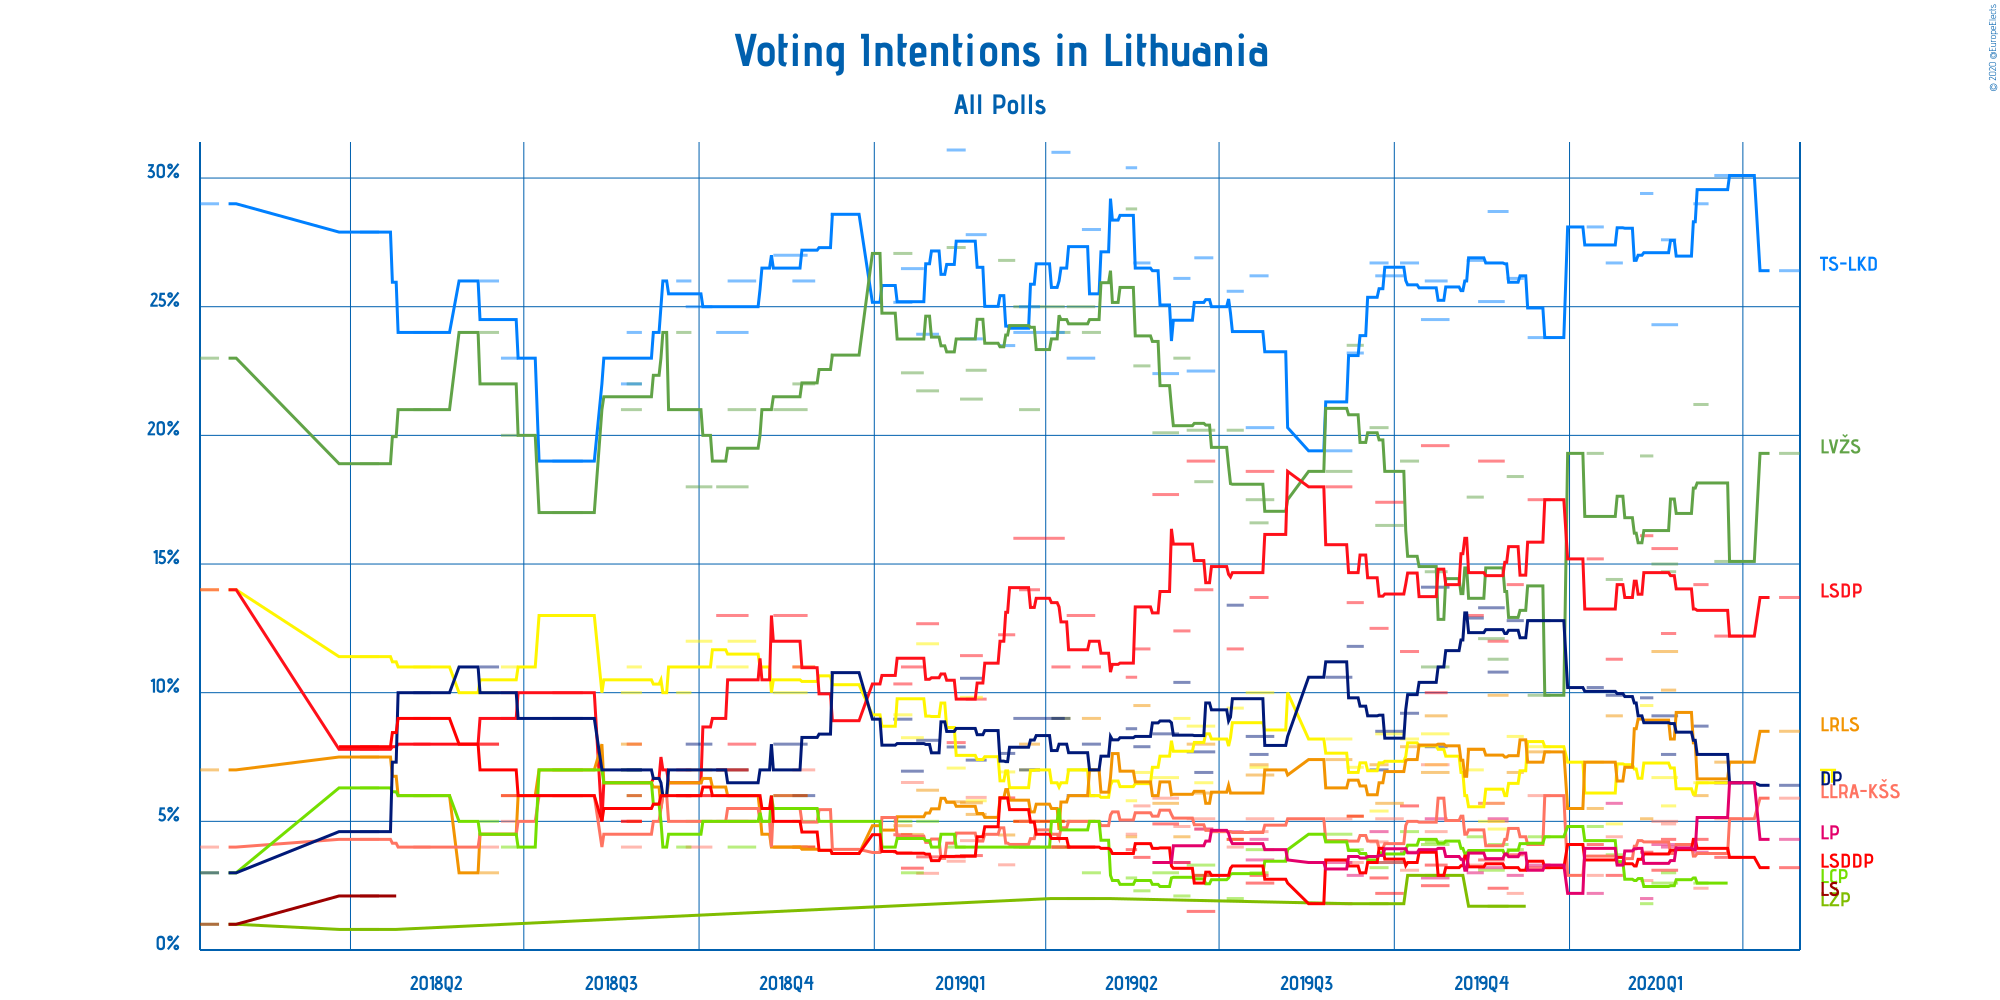 Voting Intentions in Lithuania
All Polls
© 2020 @EuropeElects
30%
25%
20%
15%
10%
5%
0%
TS-LKD
LVŽS
LSDP
LRLS
DP
LLRA-KŠS
LP
LSDDP
LCP
LS
LŽP
2018Q2
2018Q3
2018Q4
2019Q1
2019Q2
2019Q3
2019Q4
2020Q1